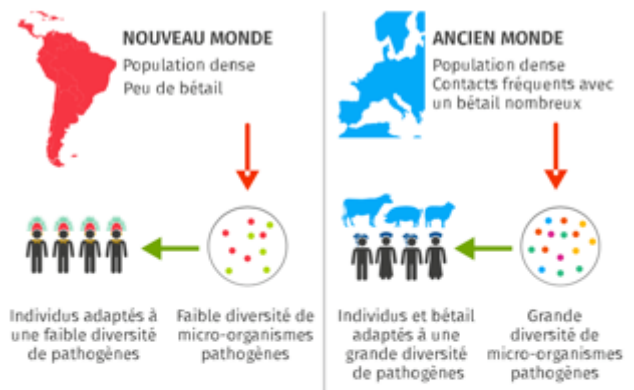 NOUVEAU MONDE
Population dense
Peu de bétail
Individus adaptés à
une faible diversité
de pathogènes
Faible diversité de
micro-organismes
pathogènes
ANCIEN MONDE
Population dense
Contacts fréquents avec
un bétail nombreux
Individus et bétail
adaptés à une
grande diversité
de pathogènes
Grande
diversité de
micro-organismes
pathogènes